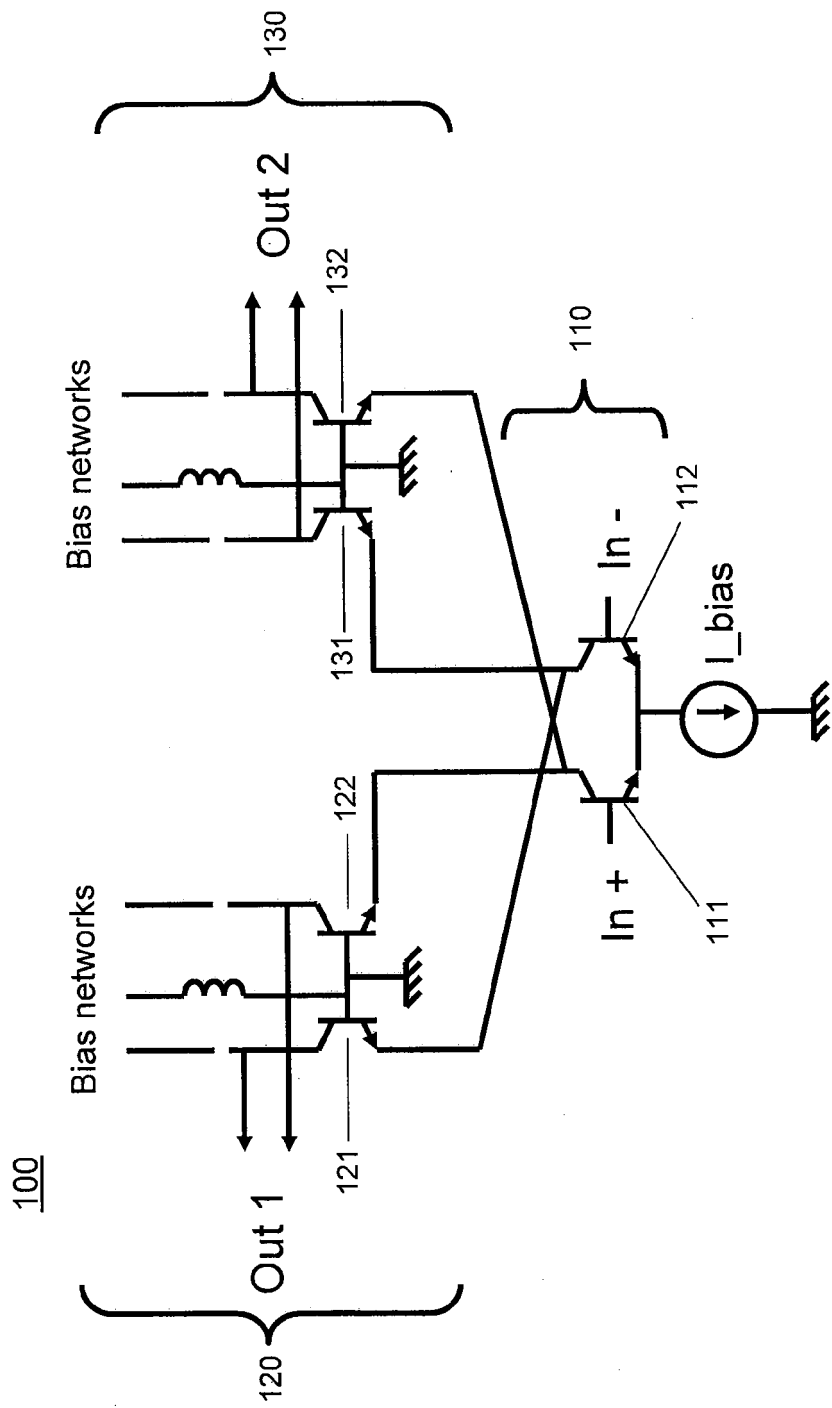 100
Bias networks
Bias networks
120
Out 1
Out 2
130
121
122
131
132
110
In +
In -
111
112
I_bias